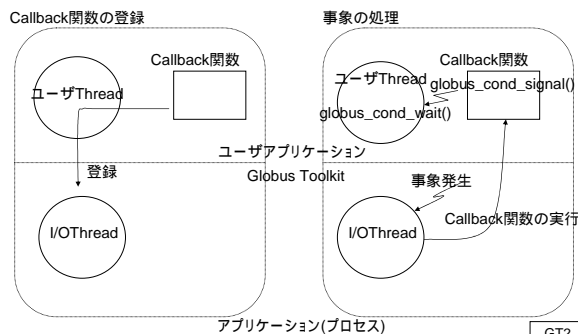 Callback関数の登録
ユーザThread
Callback関数
登録
I/OThread
事象の処理
ユーザThread
Callback関数
globus_cond_signal()
globus_cond_wait()
ユーザアプリケーション
Globus Toolkit
事象発生
I/OThread
Callback関数の実行
アプリケーション(プロセス)
GT2